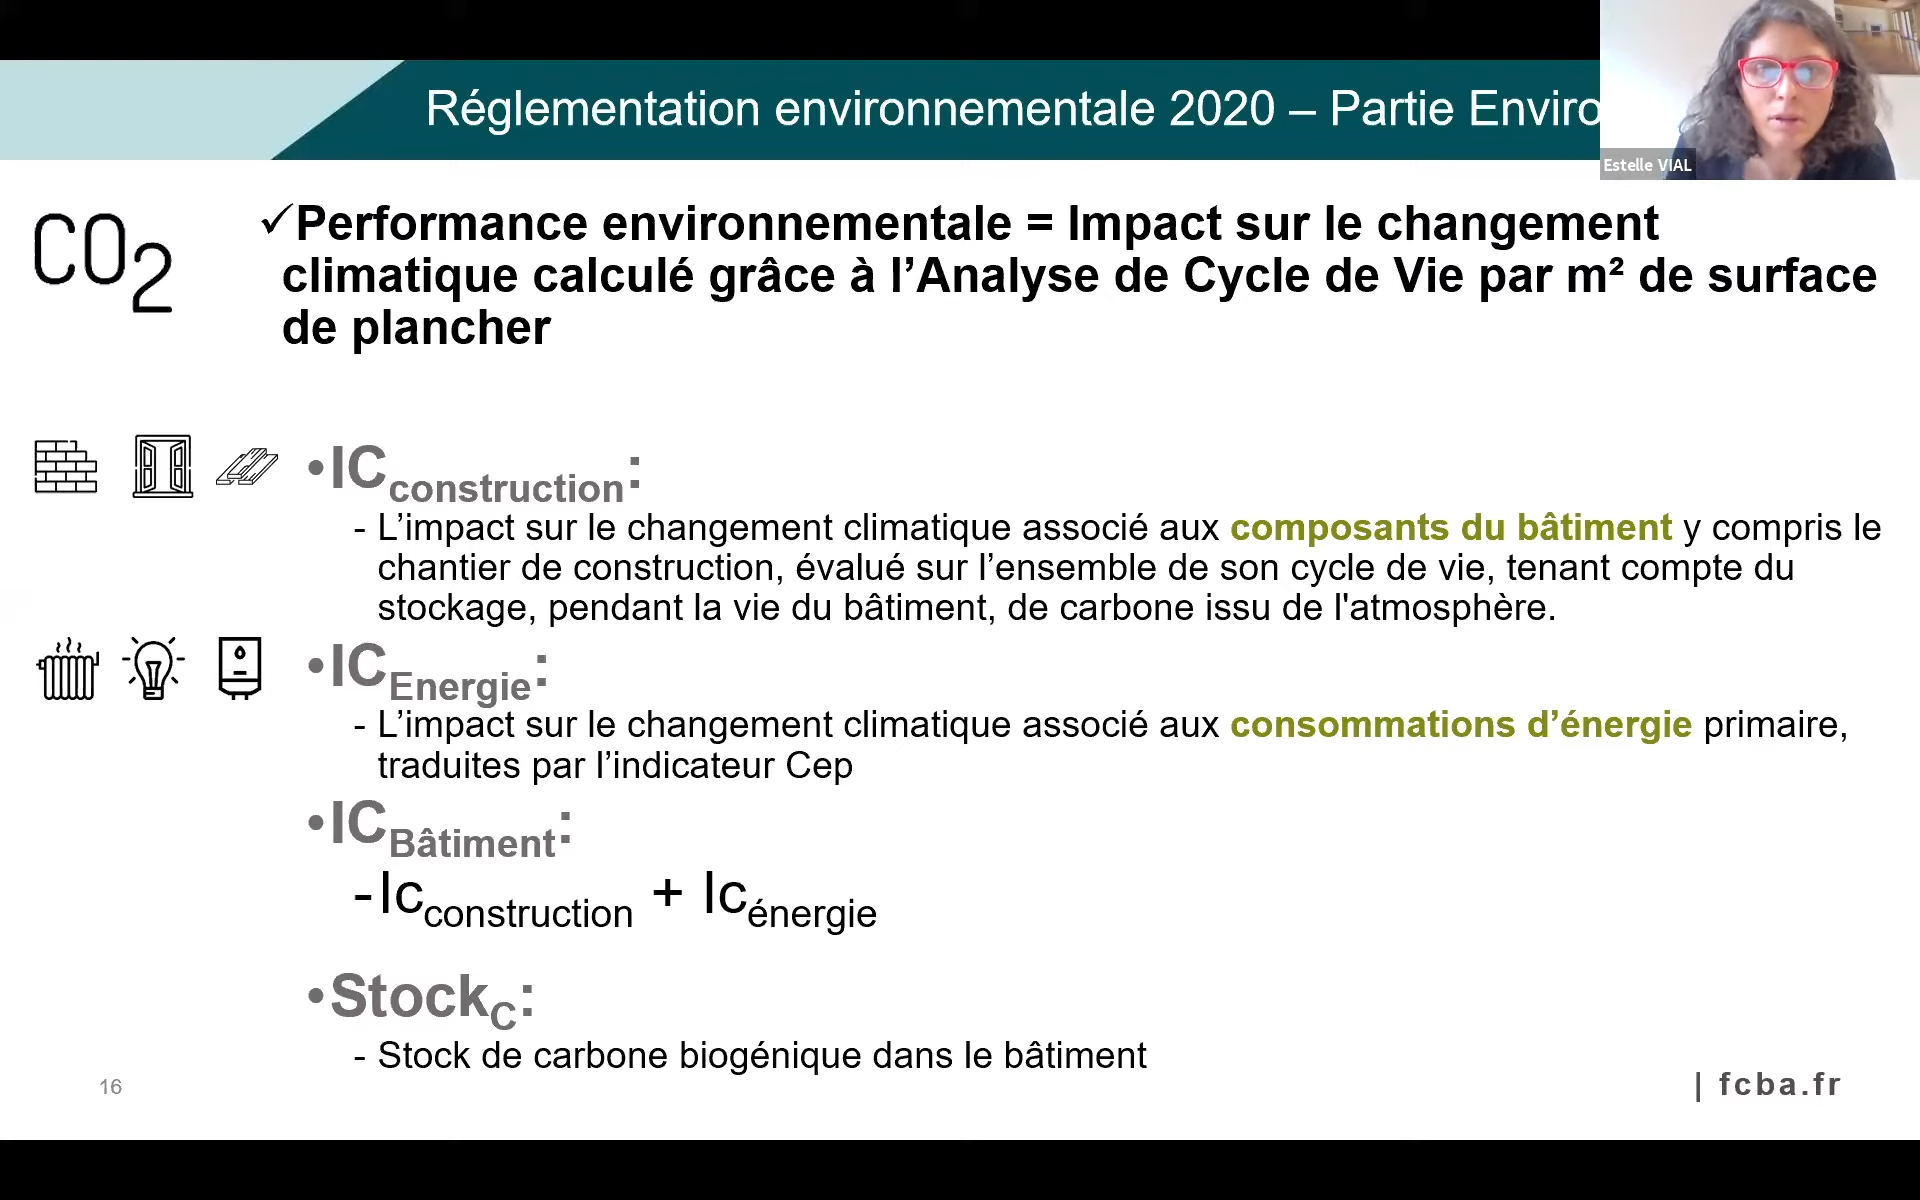 Réglementation environnementale 2020 – Partie Enviro
Estelle VIAL
CO2
✓Performance environnementale = Impact sur le changement
climatique calculé grâce à l’Analyse de Cycle de Vie par m² de surface
de plancher
•ICconstruction:
- L’impact sur le changement climatique associé aux composants du bâtiment y compris le
chantier de construction, évalué sur l’ensemble de son cycle de vie, tenant compte du
stockage, pendant la vie du bâtiment, de carbone issu de l'atmosphère.
•ICEnergie:
- L’impact sur le changement climatique associé aux consommations d’énergie primaire,
traduites par l’indicateur Cep
•ICBâtiment:
-Icconstruction + Icénergie
•StockC:
- Stock de carbone biogénique dans le bâtiment
16
| fcba.fr